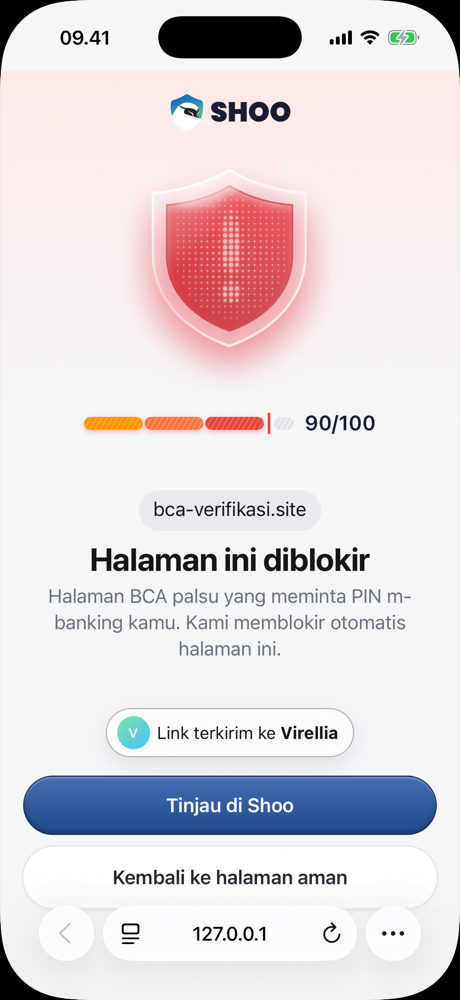 09.41
SHOO
90/100
bca-verifikasi.site
Halaman ini diblokir
Halaman BCA palsu yang meminta PIN m-
banking kamu. Kami memblokir otomatis
halaman ini.
V Link terkirim ke Virellia
Tinjau di Shoo
Kembali ke halaman aman
127.0.0.1